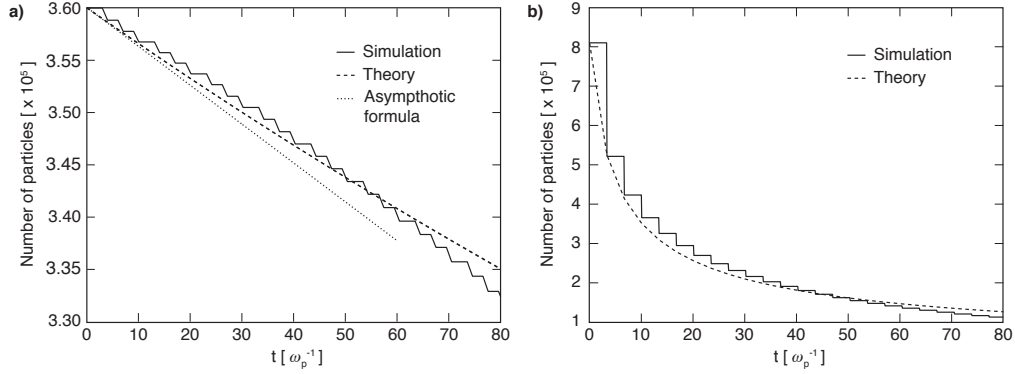 a)
3.60
3.55
3.50
3.45
3.40
3.35
3.30
Number of particles [ x 10⁵]
Simulation
Theory
Asympthotic
formula
0 10 20 30 40 50 60 70 80
t [ ωp⁻¹]
b)
9
8
7
6
5
4
3
2
1
Number of particles [ x 10⁵]
Simulation
Theory
0 10 20 30 40 50 60 70 80
t [ ωp⁻¹]